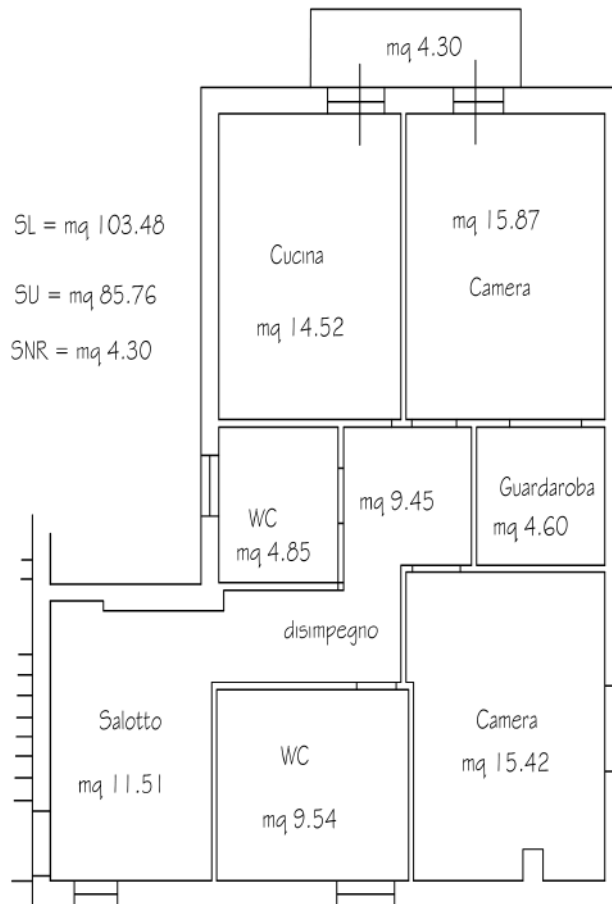 mq 4.30
SL = mq 103.48
SU = mq 85.76
SNR = mq 4.30
Cucina
mq 14.52
mq 15.87
Camera
WC
mq 4.85
mq 9.45
Guardaroba
mq 4.60
disimpegno
Salotto
mq 11.51
WC
mq 9.54
Camera
mq 15.42